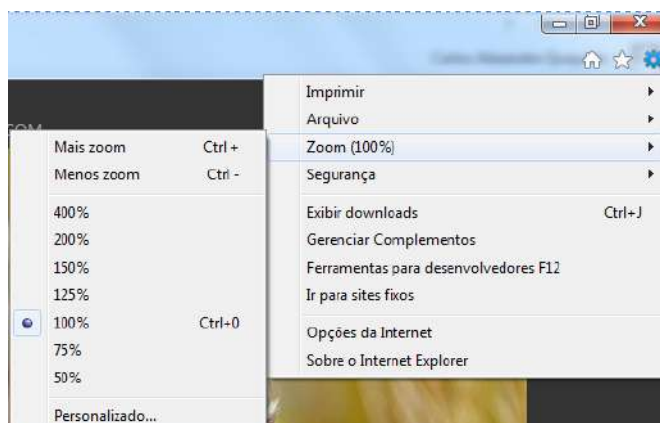 Imprimir
Arquivo
Zoom (100%)
Segurança
Exibir downloads Ctrl+J
Gerenciar Complementos
Ferramentas para desenvolvedores F12
Ir para sites fixos
Opções da Internet
Sobre o Internet Explorer
Mais zoom Ctrl +
Menos zoom Ctrl -
400%
200%
150%
125%
100% Ctrl+0
75%
50%
Personalizado...